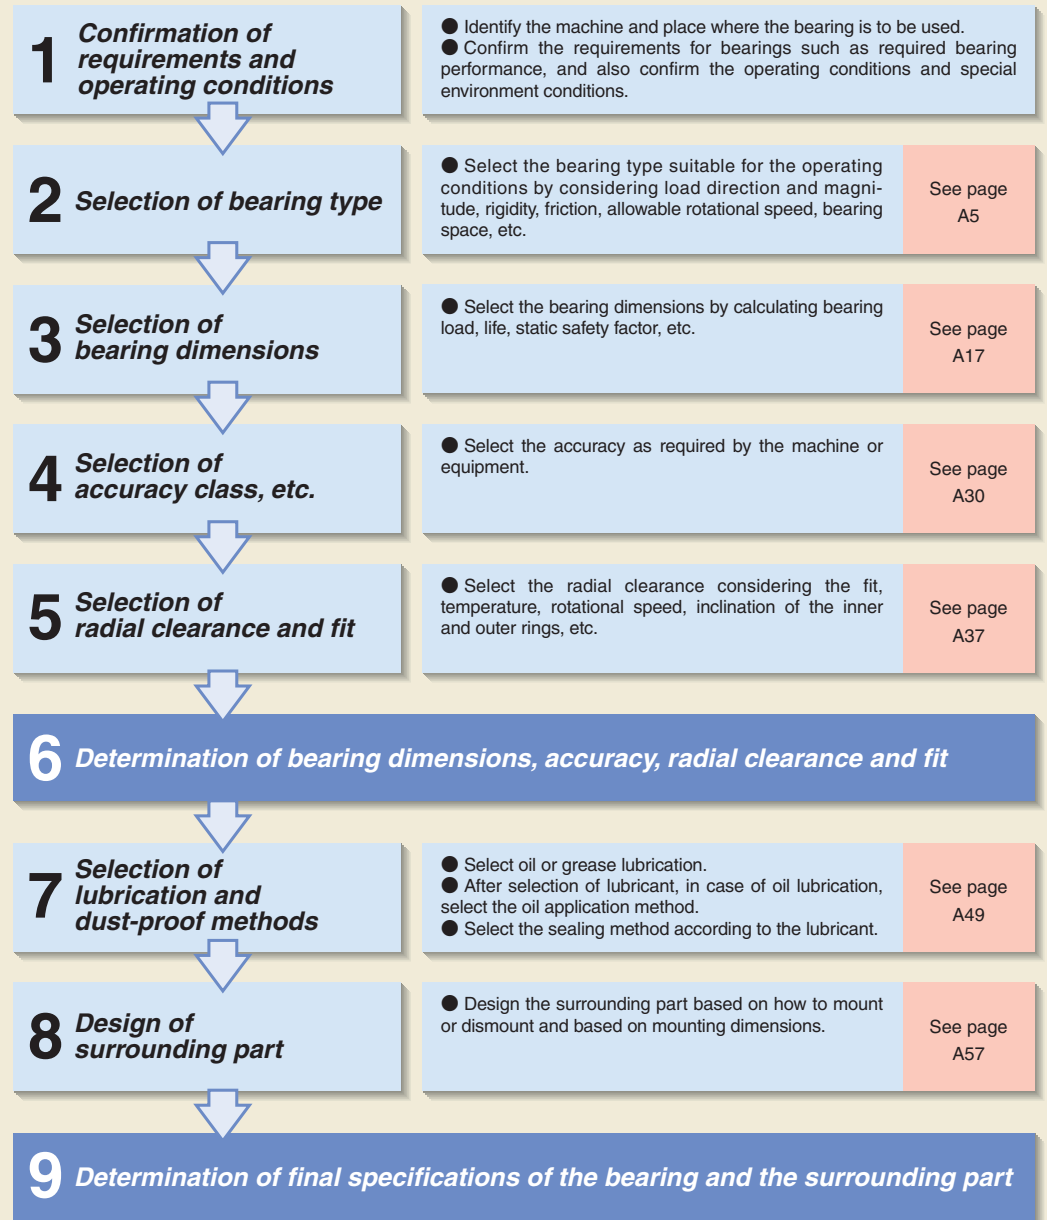 1
Confirmation of
requirements and
operating conditions
● Identify the machine and place where the bearing is to be used.
● Confirm the requirements for bearings such as required bearing
performance, and also confirm the operating conditions and special
environment conditions.
2
Selection of bearing type
● Select the bearing type suitable for the operating
conditions by considering load direction and magni-
tude, rigidity, friction, allowable rotational speed, bearing
space, etc.
See page
A5
3
Selection of
bearing dimensions
● Select the bearing dimensions by calculating bearing
load, life, static safety factor, etc.
See page
A17
4
Selection of
accuracy class, etc.
● Select the accuracy as required by the machine or
equipment.
See page
A30
5
Selection of
radial clearance and fit
● Select the radial clearance considering the fit,
temperature, rotational speed, inclination of the inner
and outer rings, etc.
See page
A37
6 Determination of bearing dimensions, accuracy, radial clearance and fit
7
Selection of
lubrication and
dust-proof methods
● Select oil or grease lubrication.
● After selection of lubricant, in case of oil lubrication,
select the oil application method.
● Select the sealing method according to the lubricant.
See page
A49
8
Design of
surrounding part
● Design the surrounding part based on how to mount
or dismount and based on mounting dimensions.
See page
A57
9 Determination of final specifications of the bearing and the surrounding part